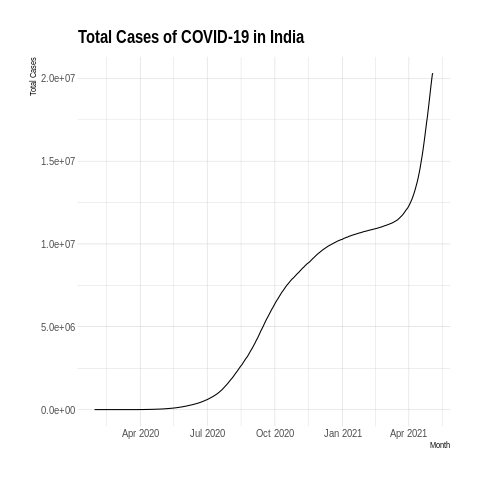 Total Cases of COVID-19 in India
Total Cases
2.0e+07
1.5e+07
1.0e+07
5.0e+06
0.0e+00
Apr 2020 Jul 2020 Oct 2020 Jan 2021 Apr 2021
Month